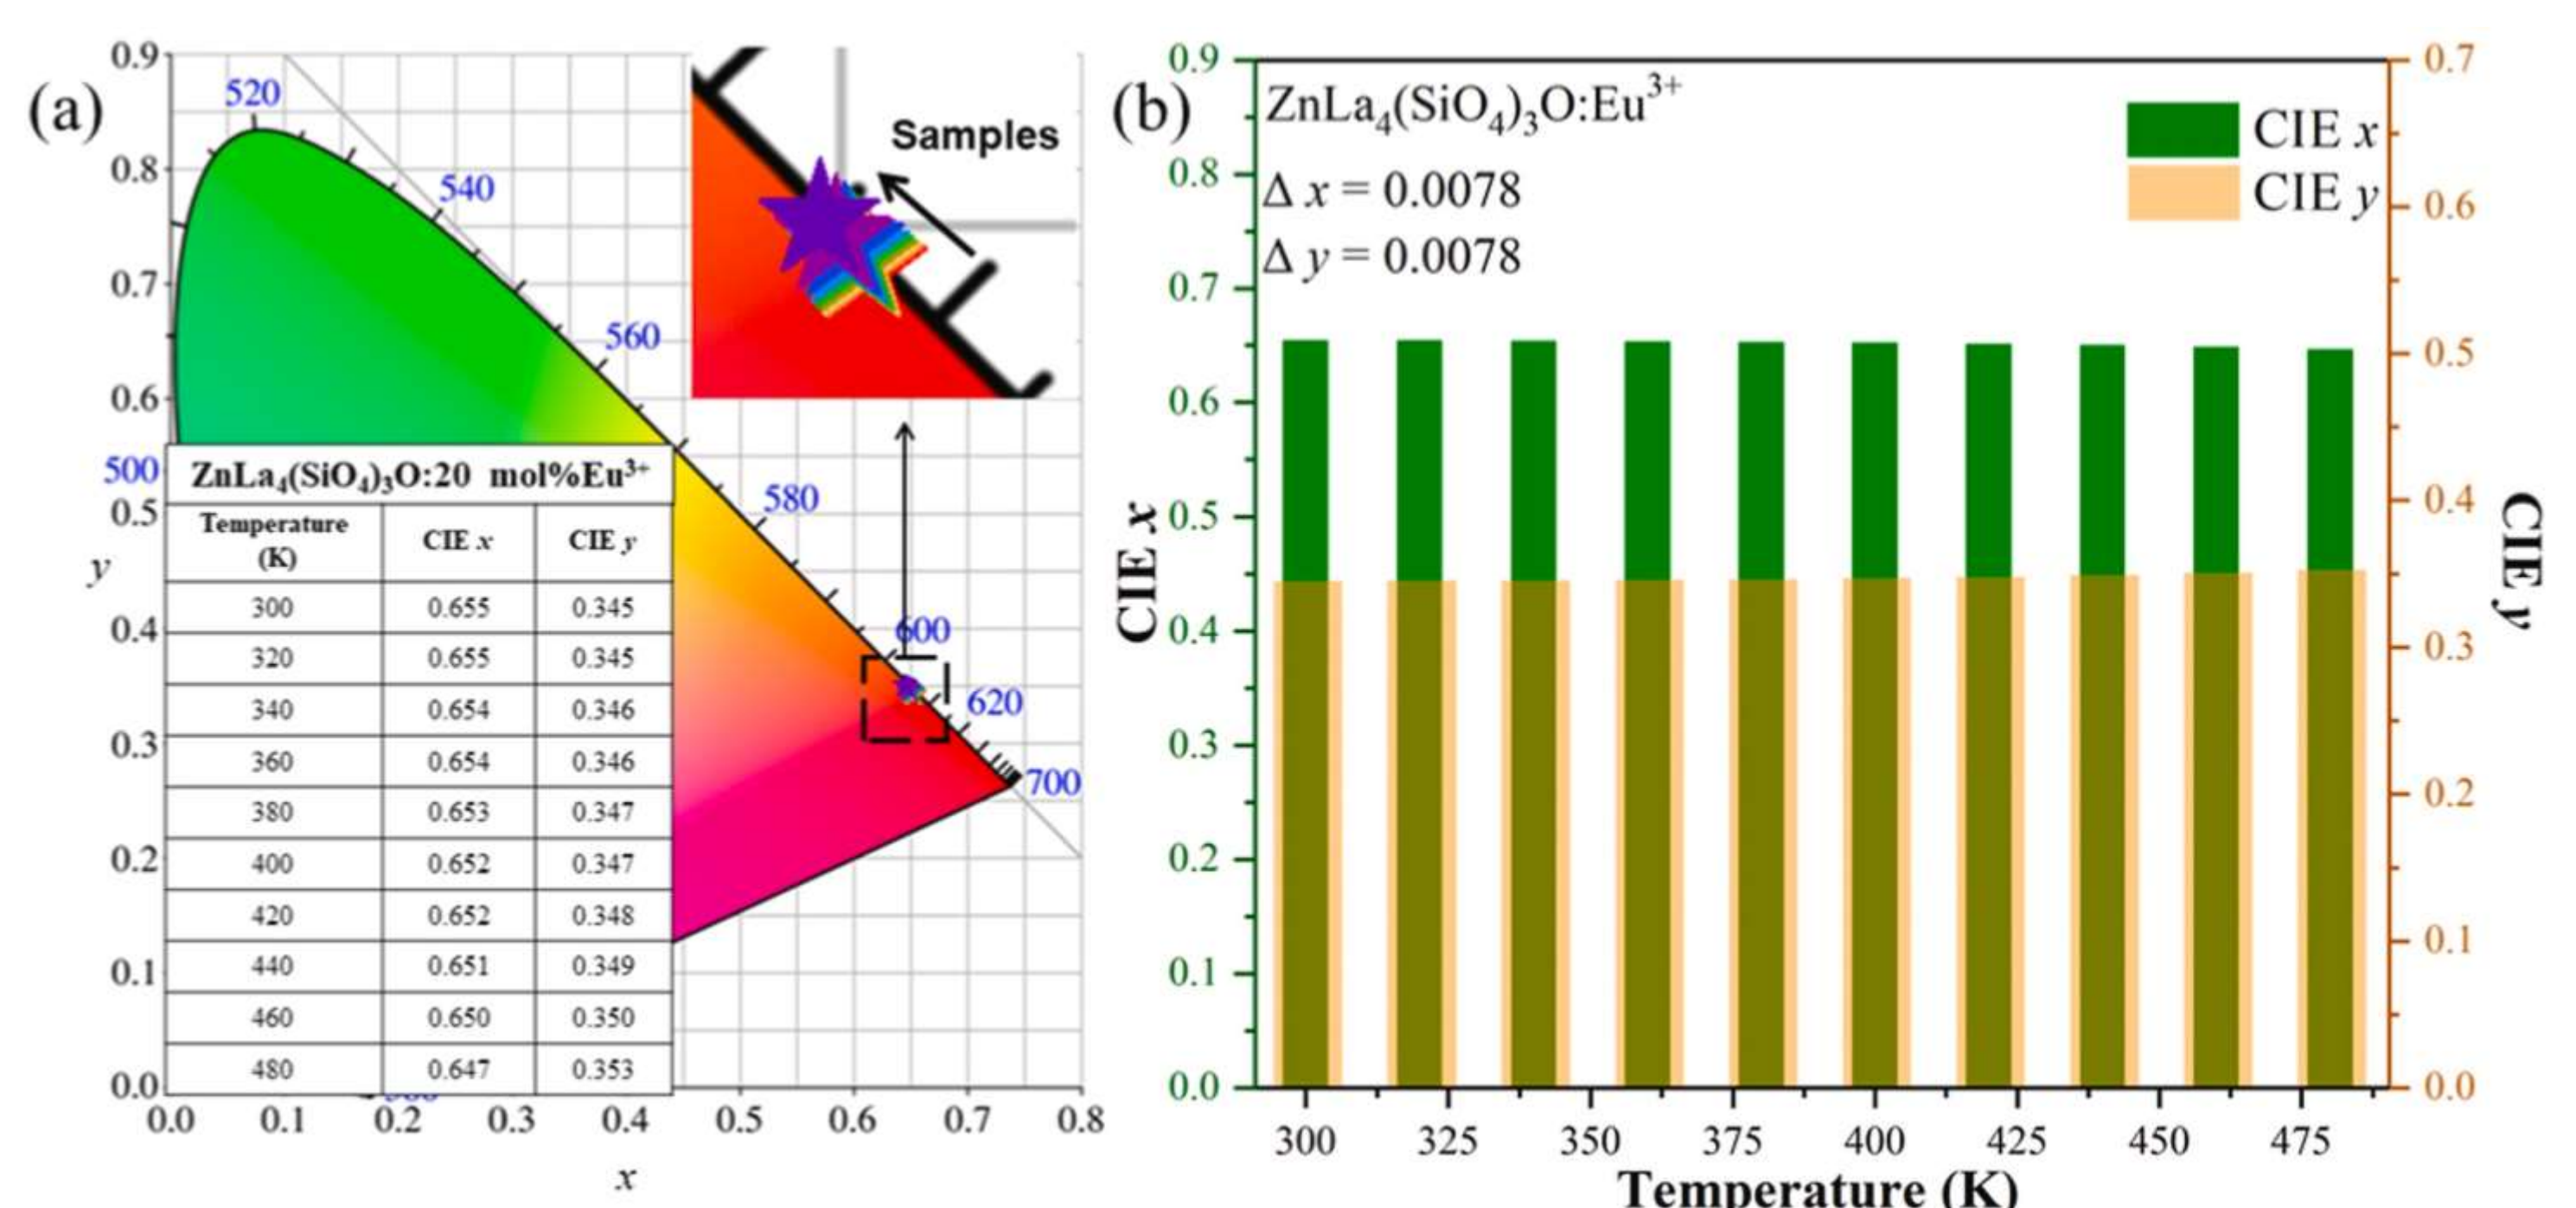 (a)
0.9
0.8
0.7
0.6
0.5
0.4
0.3
0.2
0.1
0.0
y
520
540
560
580
600
620
700
500
Samples
ZnLa₄(SiO₄)₃O:20 mol%Eu³⁺
Temperature (K) CIE x CIE y
300 0.655 0.345
320 0.655 0.345
340 0.654 0.346
360 0.654 0.346
380 0.653 0.347
400 0.652 0.347
420 0.652 0.348
440 0.651 0.349
460 0.650 0.350
480 0.647 0.353
0.0 0.1 0.2 0.3 0.4 0.5 0.6 0.7 0.8
x
(b)
ZnLa₄(SiO₄)₃O:Eu³⁺
Δ x = 0.0078
Δ y = 0.0078
CIE x
CIE y
0.9
0.8
0.7
0.6
0.5
0.4
0.3
0.2
0.1
0.0
CIE x
0.7
0.6
0.5
0.4
0.3
0.2
0.1
0.0
CIE y
300 325 350 375 400 425 450 475
Temperature (K)